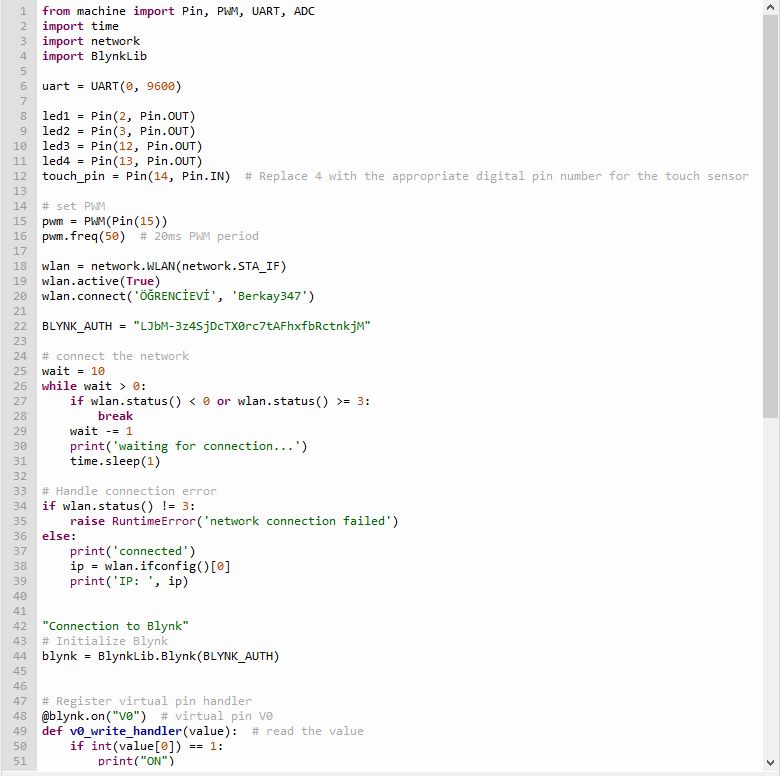 1 from machine import Pin, PWM, UART, ADC
2 import time
3 import network
4 import BlynkLib
5
6 uart = UART(0, 9600)
7
8 led1 = Pin(2, Pin.OUT)
9 led2 = Pin(3, Pin.OUT)
10 led3 = Pin(12, Pin.OUT)
11 led4 = Pin(13, Pin.OUT)
12 touch_pin = Pin(14, Pin.IN)  # Replace 4 with the appropriate digital pin number for the touch sensor
13
14 # set PWM
15 pwm = PWM(Pin(15))
16 pwm.freq(50)  # 20ms PWM period
17
18 wlan = network.WLAN(network.STA_IF)
19 wlan.active(True)
20 wlan.connect('ÖĞRENCİEVİ', 'Berkay347')
21
22 BLYNK_AUTH = "LJbM-3z4SjDcTX0rc7tAFhxfbRctnkjM"
23
24 # connect the network
25 wait = 10
26 while wait > 0:
27     if wlan.status() < 0 or wlan.status() >= 3:
28         break
29     wait -= 1
30     print('waiting for connection...')
31     time.sleep(1)
32
33 # Handle connection error
34 if wlan.status() != 3:
35     raise RuntimeError('network connection failed')
36 else:
37     print('connected')
38     ip = wlan.ifconfig()[0]
39     print('IP: ', ip)
40
41
42 "Connection to Blynk"
43 # Initialize Blynk
44 blynk = BlynkLib.Blynk(BLYNK_AUTH)
45
46
47 # Register virtual pin handler
48 @blynk.on("V0")  # virtual pin V0
49 def v0_write_handler(value):  # read the value
50     if int(value[0]) == 1:
51         print("ON")